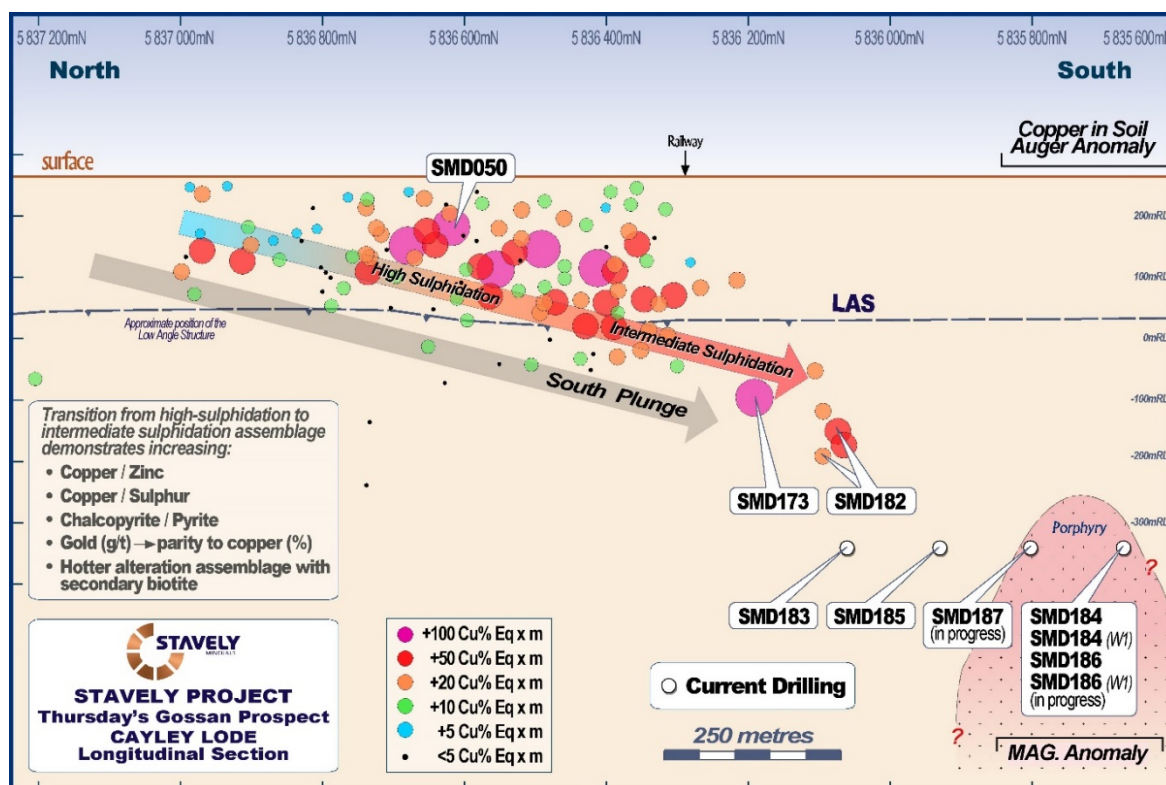 5 837 200mN
5 837 000mN
5 836 800mN
5 836 600mN
5 836 400mN
5 836 200mN
5 836 000mN
5 835 800mN
5 835 600mN
North
South
Copper in Soil
Auger Anomaly
Railway
surface
SMD050
200mRL
100mRL
High Sulphidation
LAS
Approximate position of the
Low Angle Structure
0mRL
Intermediate Sulphidation
South Plunge
-100mRL
Transition from high-sulphidation to
intermediate sulphidation assemblage
demonstrates increasing:
• Copper / Zinc
• Copper / Sulphur
• Chalcopyrite / Pyrite
• Gold (g/t) → parity to copper (%)
• Hotter alteration assemblage with
secondary biotite
-200mRL
SMD173
SMD182
-300mRL
Porphyry
?
SMD183
SMD185
SMD187
(in progress)
SMD184
SMD184 (W1)
SMD186
SMD186 (W1)
(in progress)
STAVELY
MINERALS
STAVELY PROJECT
Thursday's Gossan Prospect
CAYLEY LODE
Longitudinal Section
+100 Cu% Eq x m
+50 Cu% Eq x m
+20 Cu% Eq x m
+10 Cu% Eq x m
+5 Cu% Eq x m
<5 Cu% Eq x m
Current Drilling
250 metres
?
MAG. Anomaly